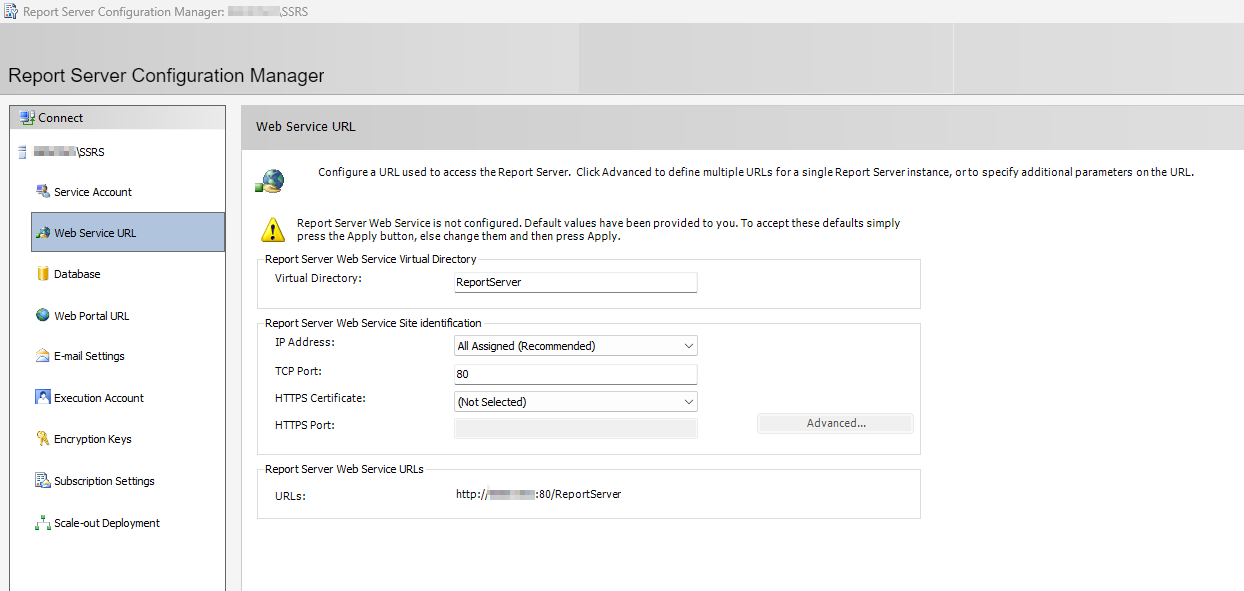 Report Server Configuration Manager: \SSRS
Report Server Configuration Manager
Connect
\SSRS
Service Account
Web Service URL
Database
Web Portal URL
E-mail Settings
Execution Account
Encryption Keys
Subscription Settings
Scale-out Deployment
Web Service URL
Configure a URL used to access the Report Server.  Click Advanced to define multiple URLs for a single Report Server instance, or to specify additional parameters on the URL.
Report Server Web Service is not configured. Default values have been provided to you. To accept these defaults simply
press the Apply button, else change them and then press Apply.
Report Server Web Service Virtual Directory
Virtual Directory: ReportServer
Report Server Web Service Site identification
IP Address: All Assigned (Recommended)
TCP Port: 80
HTTPS Certificate: (Not Selected)
HTTPS Port:
Advanced...
Report Server Web Service URLs
URLs: http:// :80/ReportServer